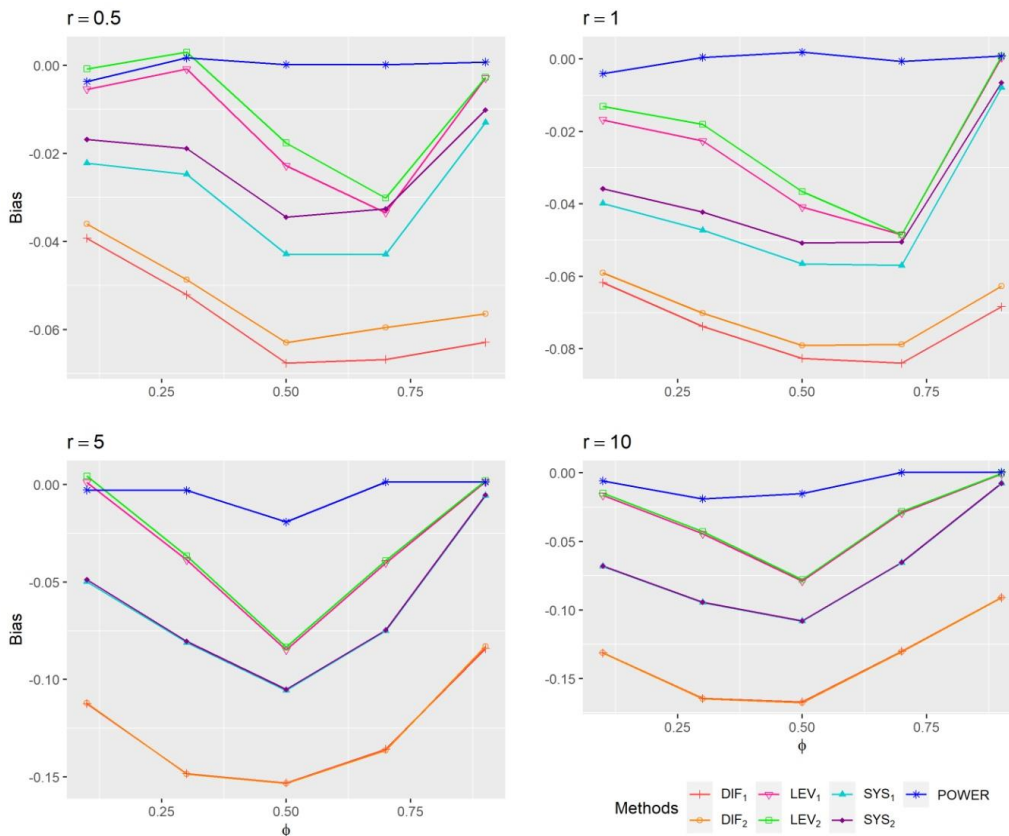 r = 0.5
r = 1
Bias
0.00
-0.02
-0.04
-0.06
0.25
0.50
0.75
0.00
-0.02
-0.04
-0.06
-0.08
0.25
0.50
0.75
r = 5
r = 10
Bias
0.00
-0.05
-0.10
-0.15
0.25
0.50
0.75
ϕ
0.00
-0.05
-0.10
-0.15
0.25
0.50
0.75
ϕ
Methods
DIF₁ LEV₁ SYS₁ POWER
DIF₂ LEV₂ SYS₂